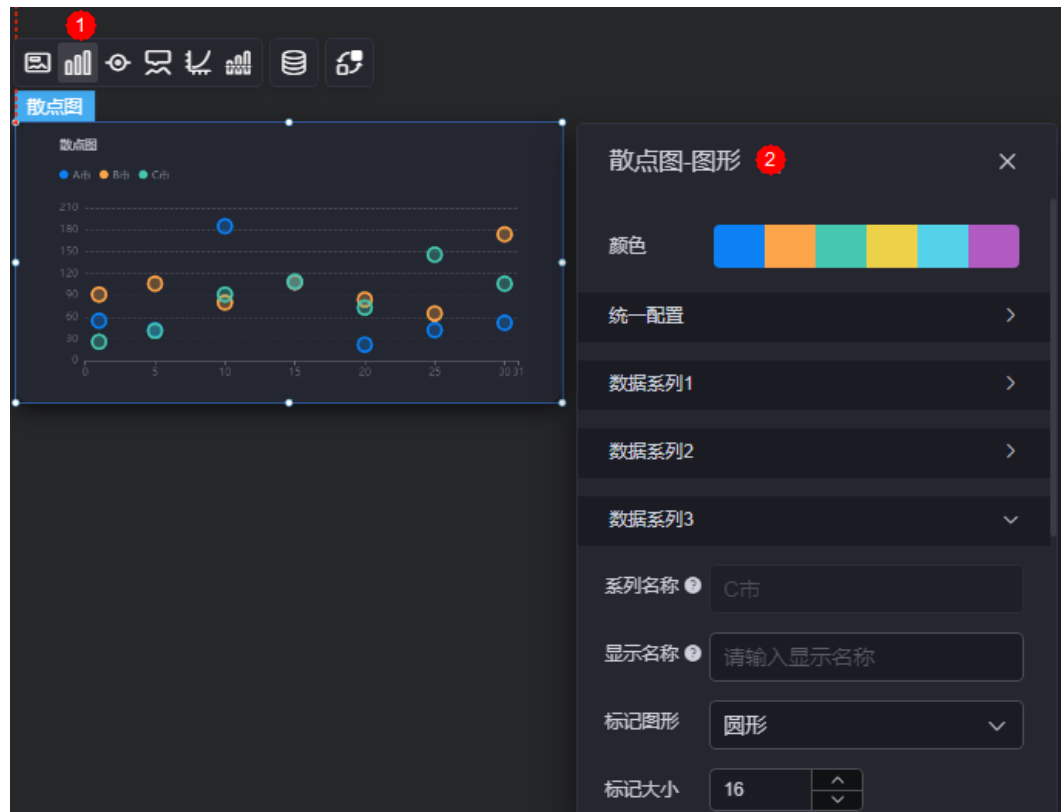 1
散点图
散点图
A市 B市 C市
210
180
150
120
90
60
30
0
0 5 10 15 20 25 30 31
散点图-图形 2
颜色
统一配置
数据系列1
数据系列2
数据系列3
系列名称 ? C市
显示名称 ? 请输入显示名称
标记图形 圆形
标记大小 16